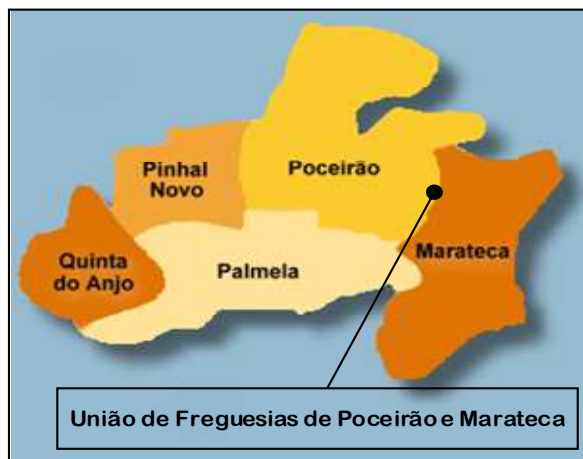 Pinhal
Novo
Poceirão
Quinta
do Anjo
Palmela
Marateca
União de Freguesias de Poceirão e Marateca